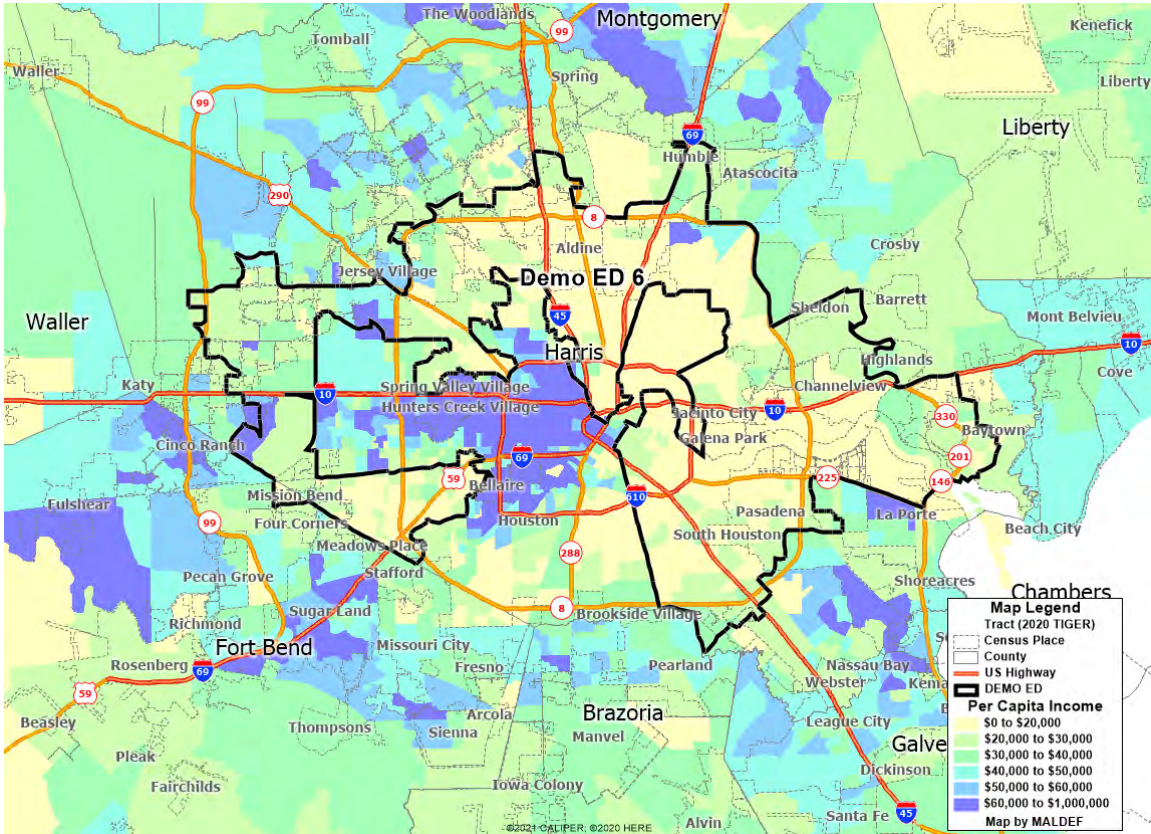 The Woodlands
Montgomery
99
Tomball
Kenefick
Waller
Spring
Liberty
99
69
Humble
Liberty
Atascocita
290
8
Aldine
Crosby
Jersey Village
Demo ED 6
Barrett
Sheldon
Waller
45
Mont Belvieu
Harris
Highlands
10
Katy
10
Spring Valley Village
Channelview
Cove
Hunters Creek Village
Jacinto City
10
330
Baytown
Cinco Ranch
Galena Park
69
201
59
Bellaire
225
146
Fulshear
Mission Bend
610
Pasadena
La Porte
99
Four Corners
Houston
Beach City
South Houston
Meadows Place
288
Pecan Grove
Stafford
Shoreacres
Chambers
Sugar Land
8
Brookside Village
Richmond
Fort Bend
Missouri City
Rosenberg
69
Fresno
Pearland
Nassau Bay
Webster
Kema
59
Beasley
Thompsons
Arcola
Brazoria
League City
Sienna
Manvel
Pleak
Galve
Fairchilds
Dickinson
Iowa Colony
Alvin
Santa Fe
45
©2021 CALIPER; ©2020 HERE
Map Legend
Tract (2020 TIGER)
Census Place
County
US Highway
DEMO ED
Per Capita Income
$0 to $20,000
$20,000 to $30,000
$30,000 to $40,000
$40,000 to $50,000
$50,000 to $60,000
$60,000 to $1,000,000
Map by MALDEF